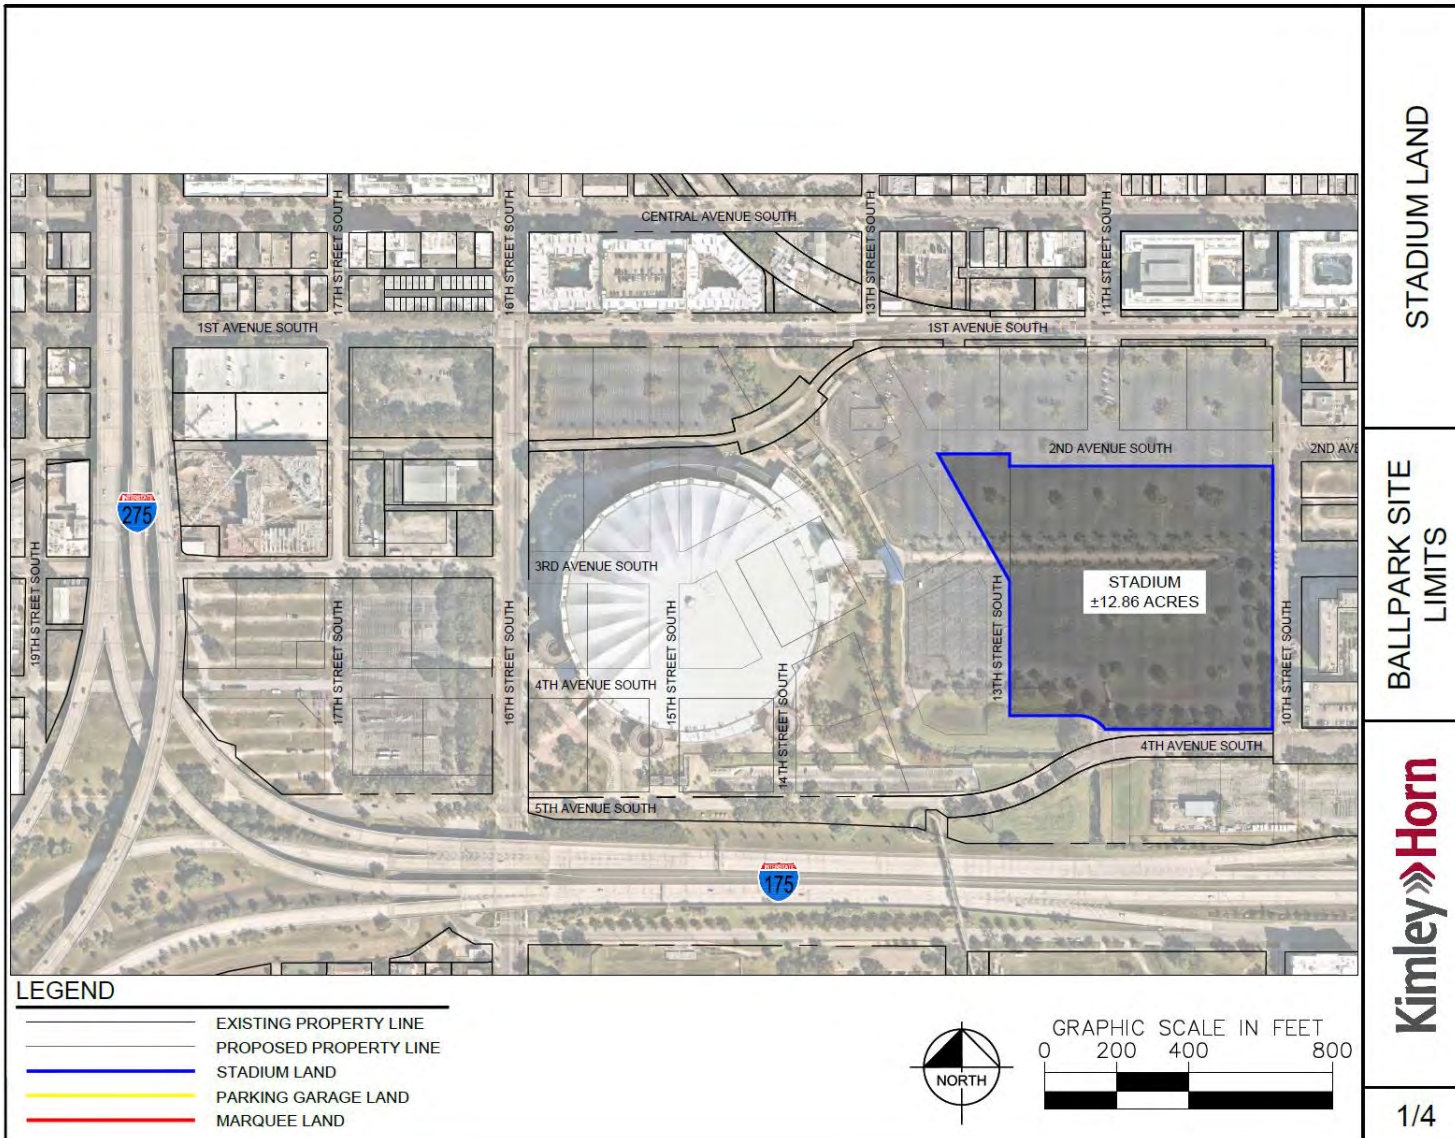 CENTRAL AVENUE SOUTH
17TH STREET SOUTH
16TH STREET SOUTH
13TH STREET SOUTH
11TH STREET SOUTH
1ST AVENUE SOUTH
1ST AVENUE SOUTH
2ND AVENUE SOUTH
2ND AVE
INTERSTATE
275
3RD AVENUE SOUTH
STADIUM
±12.86 ACRES
19TH STREET SOUTH
17TH STREET SOUTH
16TH STREET SOUTH
15TH STREET SOUTH
14TH STREET SOUTH
13TH STREET SOUTH
10TH STREET SOUTH
4TH AVENUE SOUTH
4TH AVENUE SOUTH
5TH AVENUE SOUTH
INTERSTATE
175
LEGEND
EXISTING PROPERTY LINE
PROPOSED PROPERTY LINE
STADIUM LAND
PARKING GARAGE LAND
MARQUEE LAND
NORTH
GRAPHIC SCALE IN FEET
0 200 400 800
STADIUM LAND
BALLPARK SITE
LIMITS
Kimley»Horn
1/4